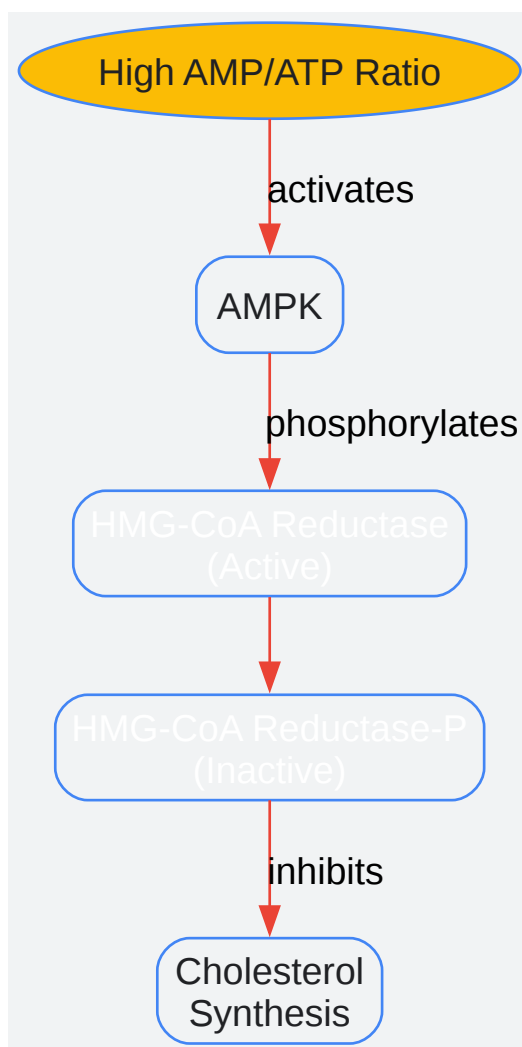 High AMP/ATP Ratio
activates
AMPK
phosphorylates
HMG-CoA Reductase
(Active)
HMG-CoA Reductase-P
(Inactive)
inhibits
Cholesterol
Synthesis